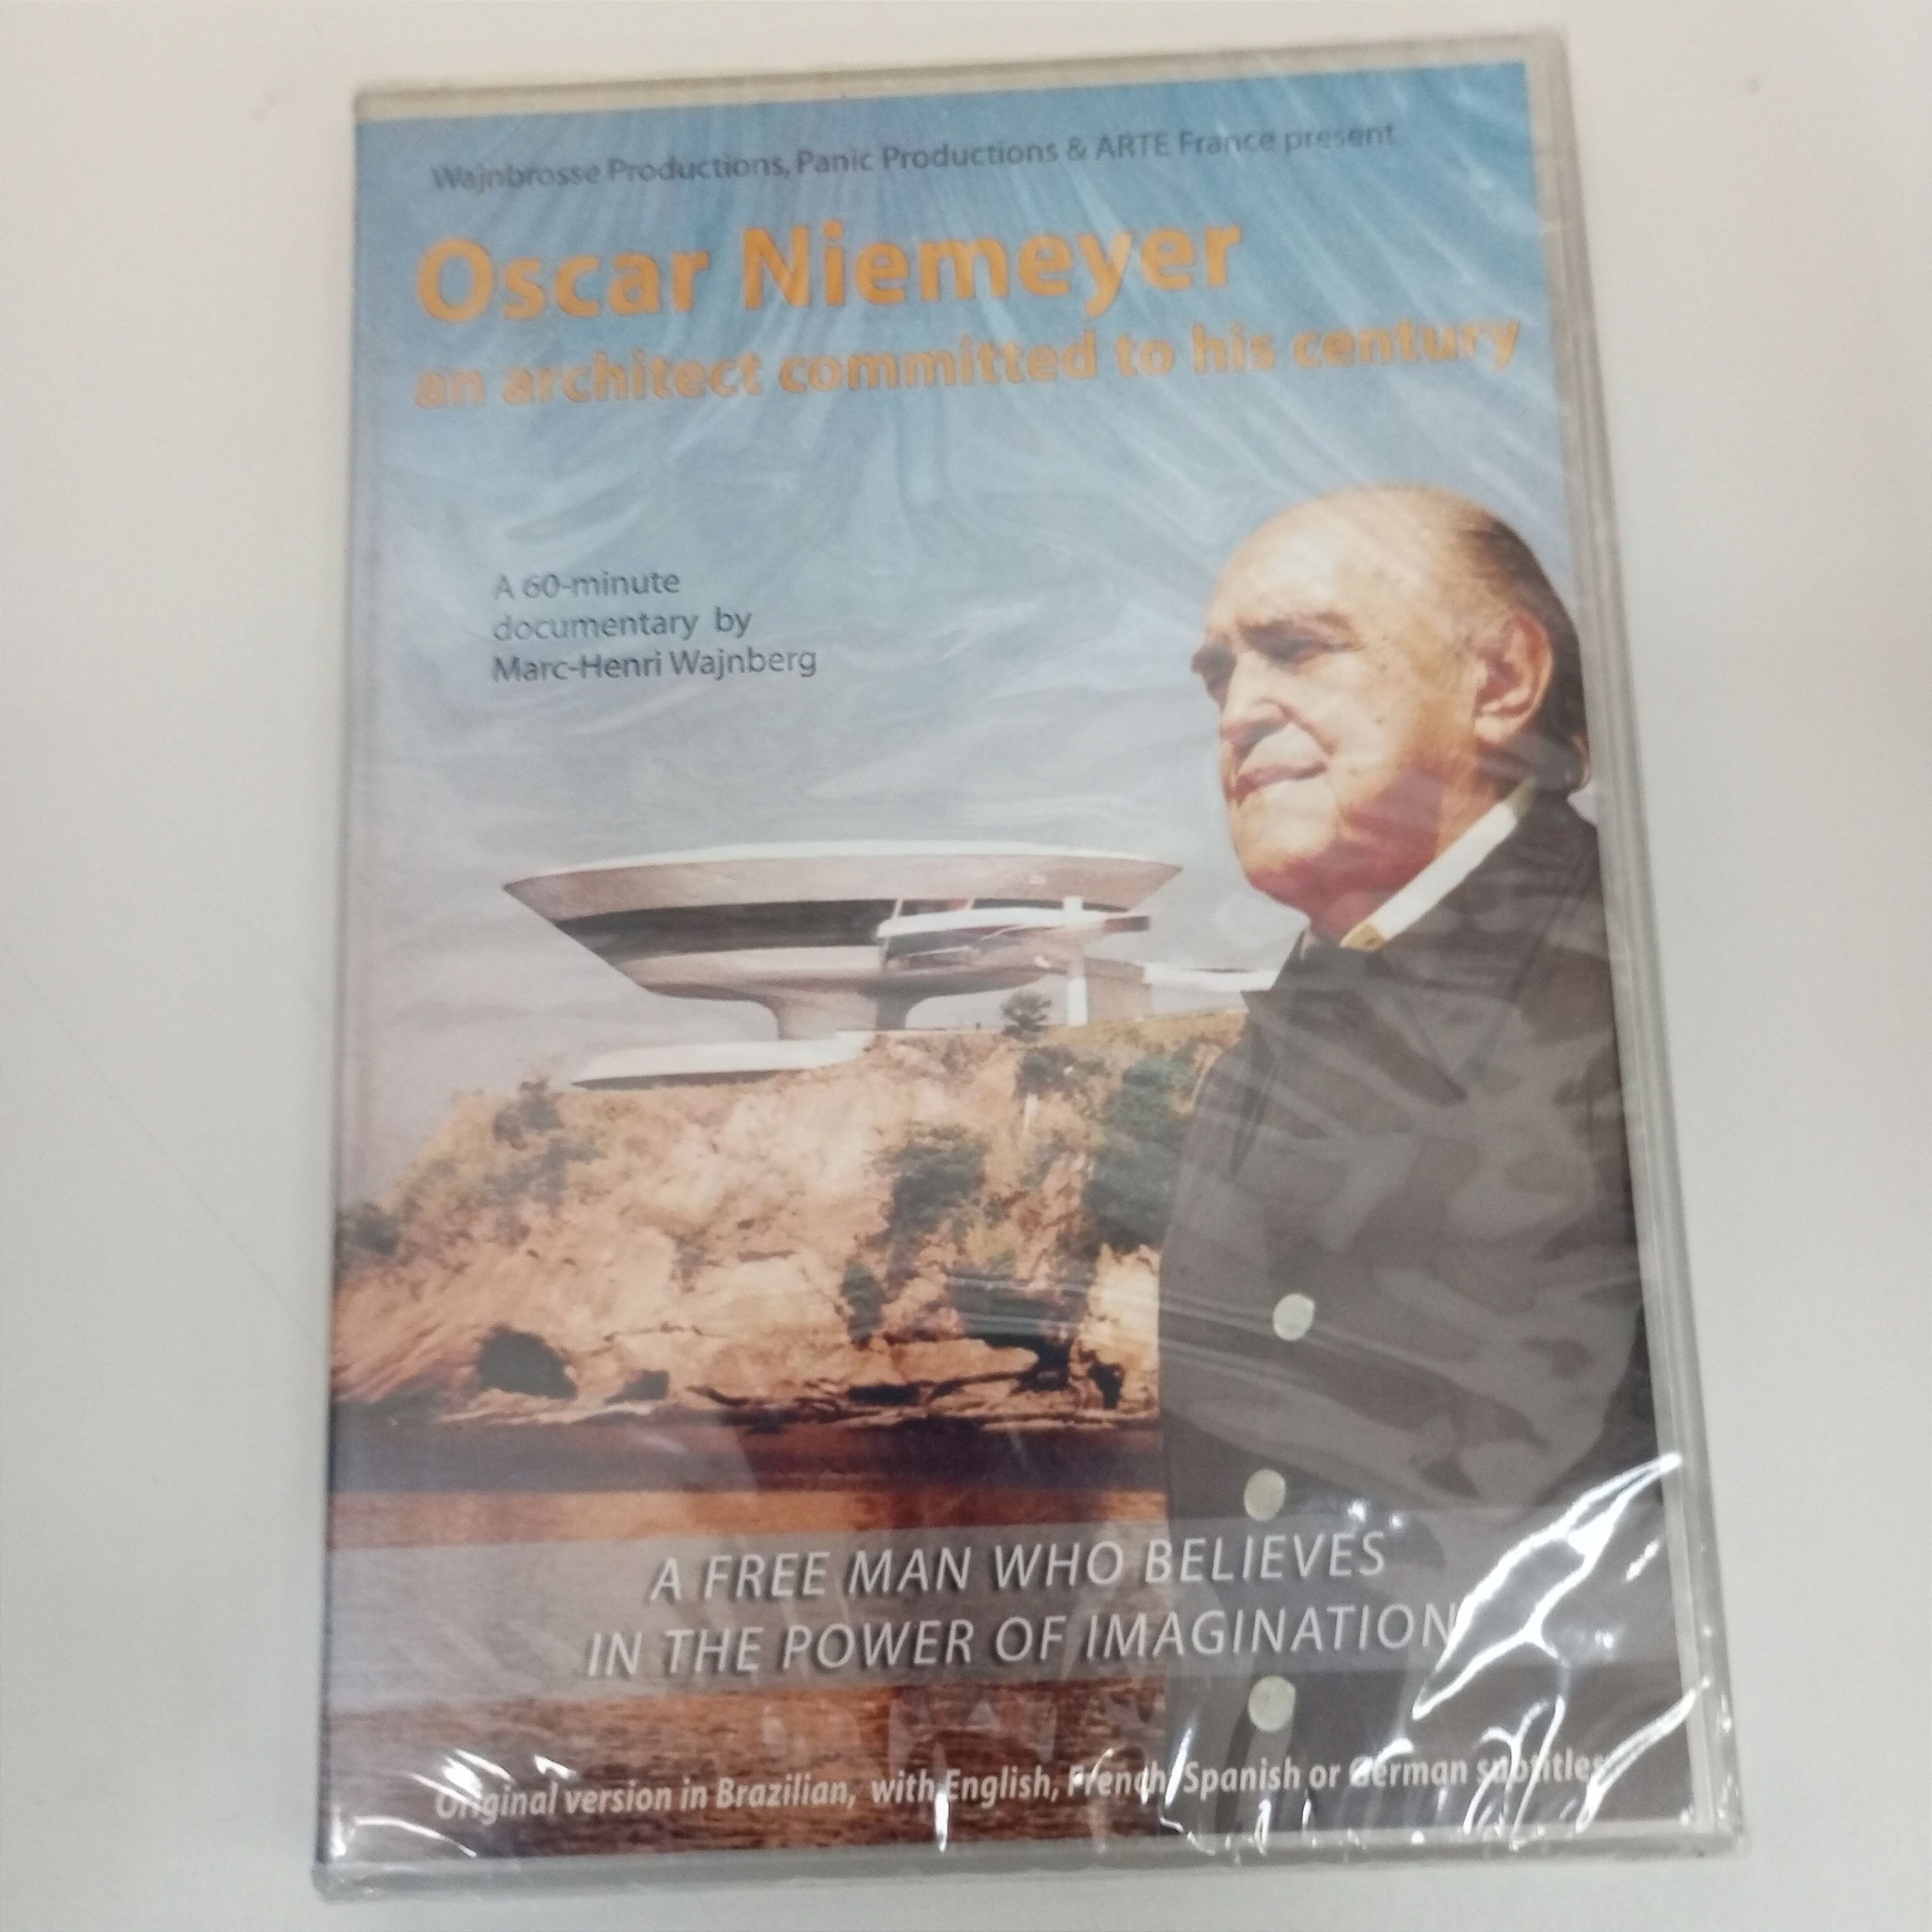 Wajnbrosse Productions, Panic Productions & ARTE France present
Oscar Niemeyer
an architect committed to his century
A 60-minute
documentary by
Marc-Henri Wajnberg
A FREE MAN WHO BELIEVES
IN THE POWER OF IMAGINATION
Original version in Brazilian, with English, French, Spanish or German subtitles